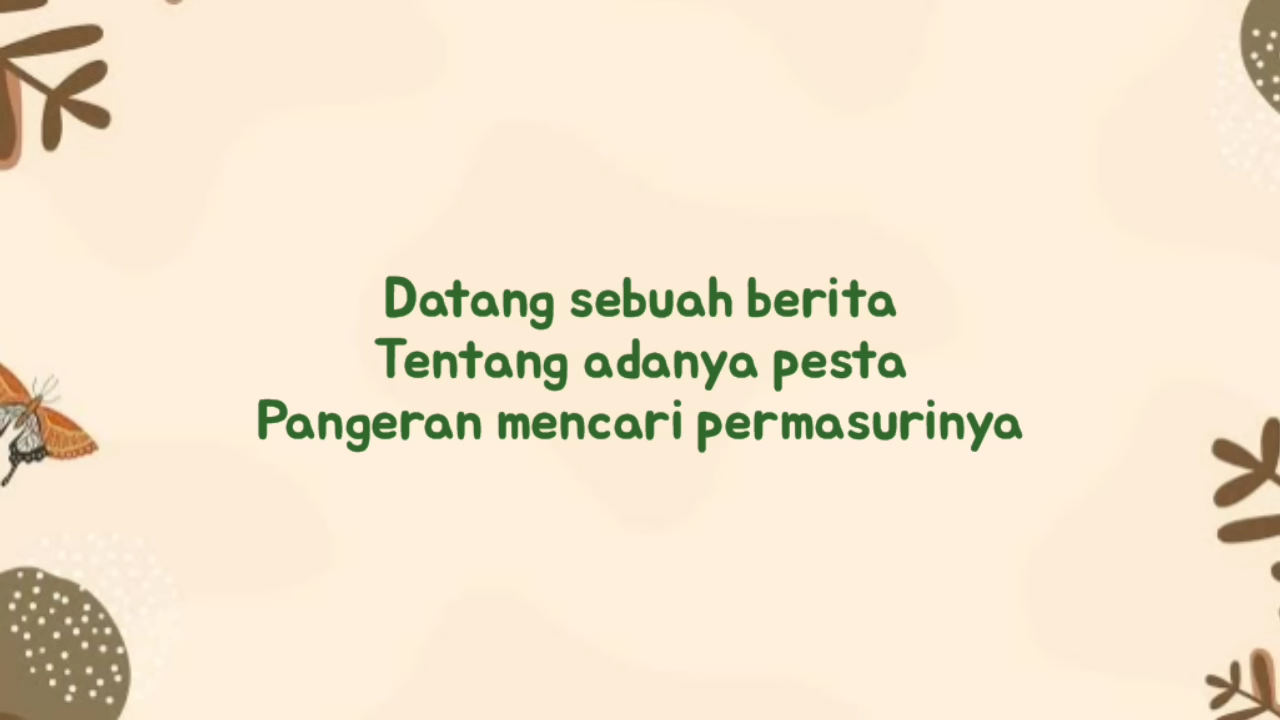 Datang sebuah berita
Tentang adanya pesta
Pangeran mencari permasurinya